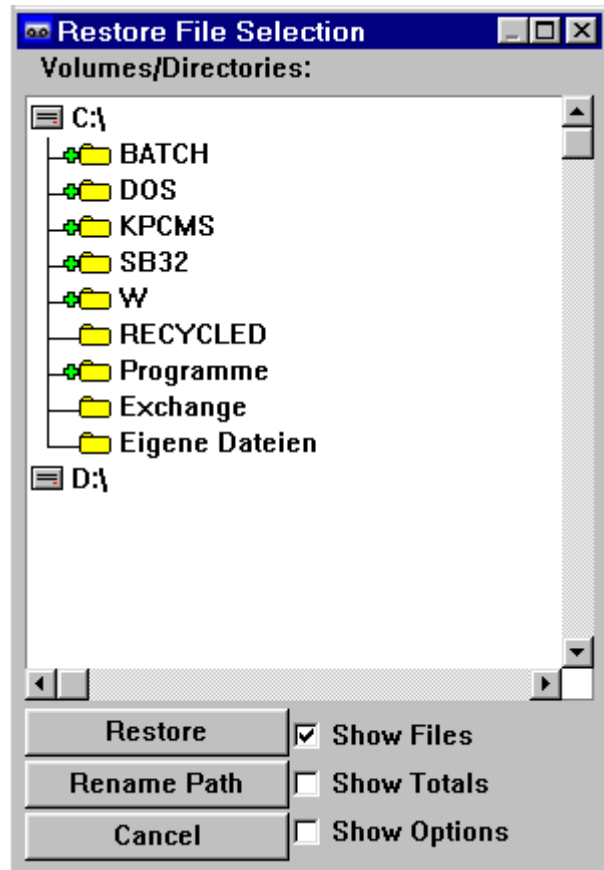 Restore File Selection
Volumes/Directories:
C:\
BATCH
DOS
KPCMS
SB32
W
RECYCLED
Programme
Exchange
Eigene Dateien
D:\
Restore
Show Files
Rename Path
Show Totals
Cancel
Show Options